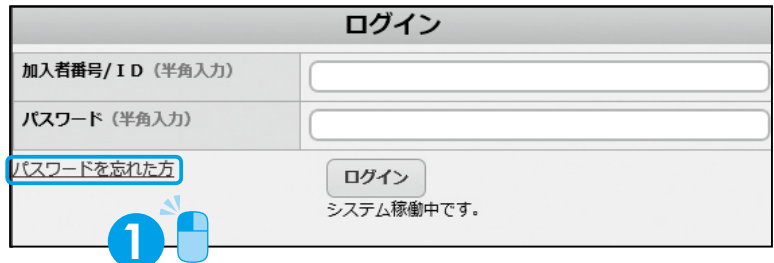 ログイン
加入者番号/ＩＤ（半角入力）
パスワード（半角入力）
パスワードを忘れた方
ログイン
システム稼働中です。
1